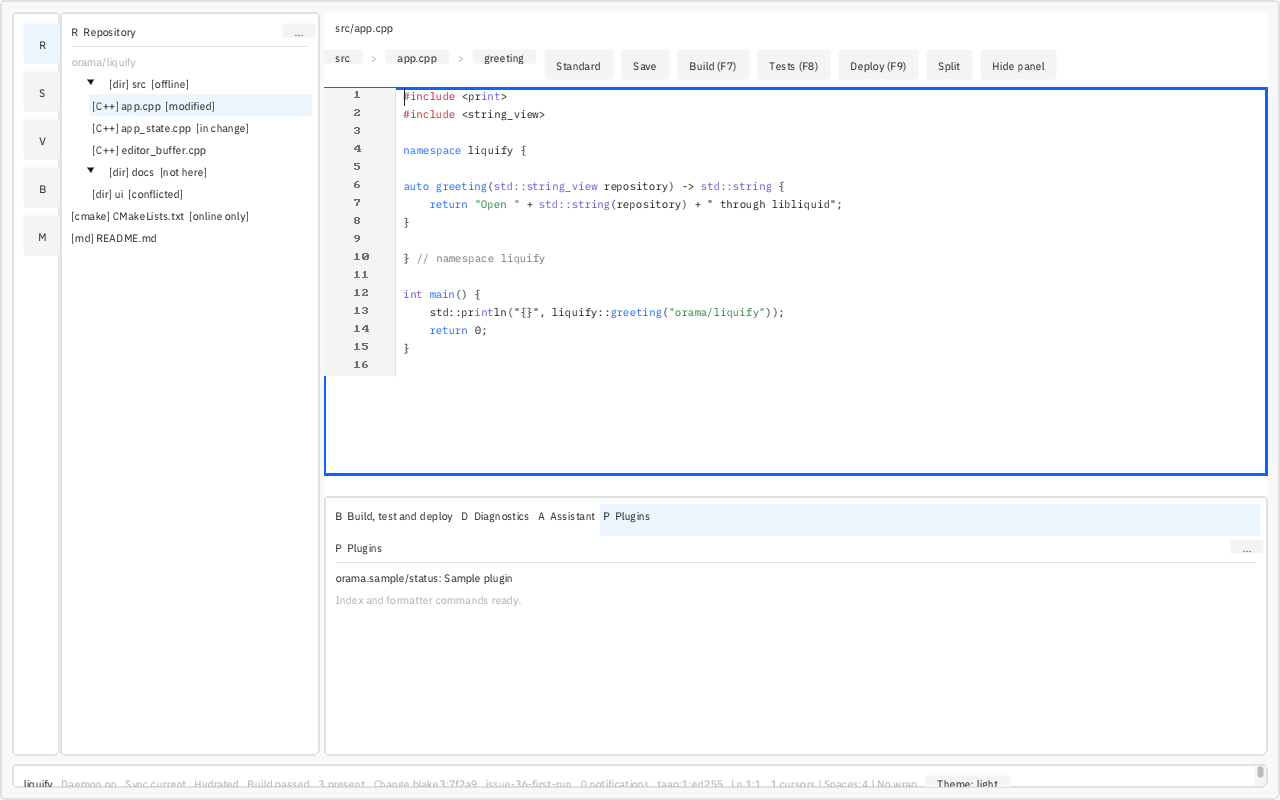 R
S
V
B
M
R Repository ...
orama/liquify
▼ [dir] src [offline]
[C++] app.cpp [modified]
[C++] app_state.cpp [in change]
[C++] editor_buffer.cpp
▼ [dir] docs [not here]
[dir] ui [conflicted]
[cmake] CMakeLists.txt [online only]
[md] README.md
src/app.cpp
src > app.cpp > greeting Standard Save Build (F7) Tests (F8) Deploy (F9) Split Hide panel
1 #include <print>
2 #include <string_view>
3
4 namespace liquify {
5
6 auto greeting(std::string_view repository) -> std::string {
7     return "Open " + std::string(repository) + " through libliquid";
8 }
9
10 } // namespace liquify
11
12 int main() {
13     std::println("{}", liquify::greeting("orama/liquify"));
14     return 0;
15 }
16
B Build, test and deploy D Diagnostics A Assistant P Plugins
P Plugins ...
orama.sample/status: Sample plugin
Index and formatter commands ready.
liquify Daemon on Sync current Hydrated Build passed 3 present Change blake3:7f2a9 issue-36-first-run 0 notifications taap:1:ed255 Ln 1:1 1 cursors | Spaces:4 | No wrap Theme: light